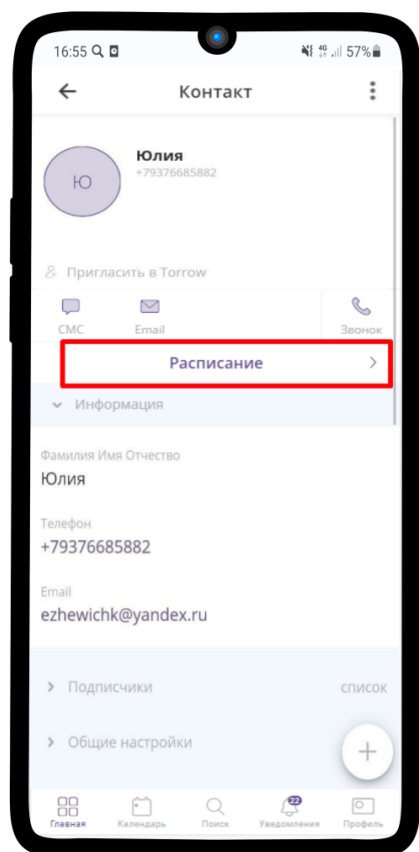 16:55
4G
57%
Контакт
Ю
Юлия
+79376685882
Пригласить в Torrow
СМС
Email
Звонок
Расписание
Информация
Фамилия Имя Отчество
Юлия
Телефон
+79376685882
Email
ezhewichk@yandex.ru
Подписчики
список
Общие настройки
22
Главная
Календарь
Поиск
Уведомления
Профиль